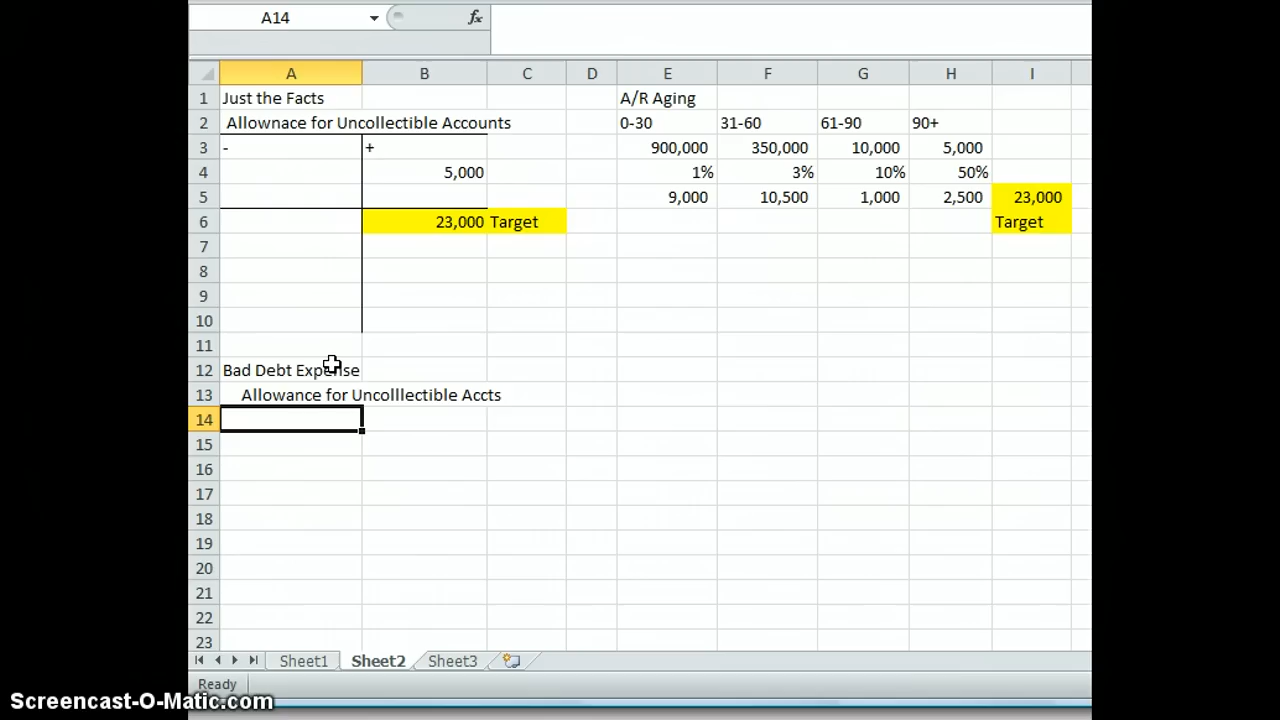 A14 fx
A B C D E F G H I
1 Just the Facts A/R Aging
2 Allownace for Uncollectible Accounts 0-30 31-60 61-90 90+
3 - + 900,000 350,000 10,000 5,000
4 5,000 1% 3% 10% 50%
5 9,000 10,500 1,000 2,500 23,000
6 23,000 Target Target
7
8
9
10
11
12 Bad Debt Expense
13 Allowance for Uncolllectible Accts
14
15
16
17
18
19
20
21
22
23
Sheet1 Sheet2 Sheet3
Ready
Screencast-O-Matic.com